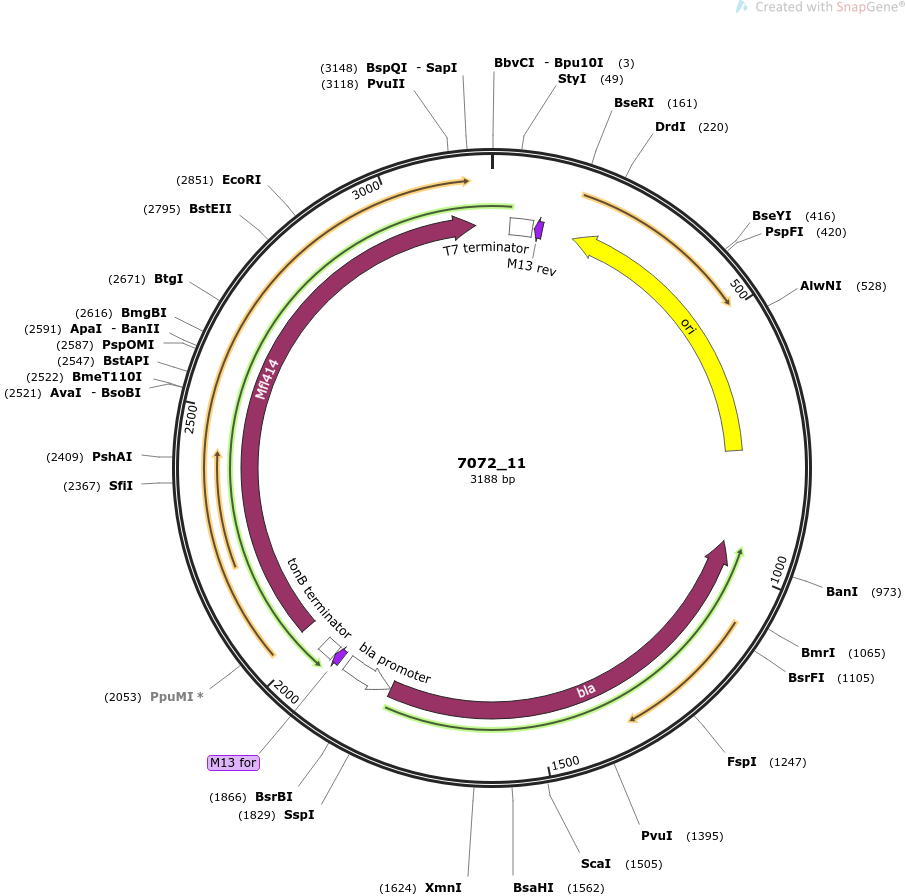 Created with SnapGene®
(3148) BspQI - SapI
(3118) PvuII
BbvCI - Bpu10I (3)
StyI (49)
BseRI (161)
DrdI (220)
BseYI (416)
PspFI (420)
AlwNI (528)
BanI (973)
BmrI (1065)
BsrFI (1105)
FspI (1247)
PvuI (1395)
ScaI (1505)
BsaHI (1562)
(1624) XmnI
(1829) SspI
(1866) BsrBI
M13 for
(2053) PpuMI *
(2367) SfiI
(2409) PshAI
(2521) AvaI - BsoBI
(2522) BmeT110I
(2547) BstAPI
(2587) PspOMI
(2591) ApaI - BanII
(2616) BmgBI
(2671) BtgI
(2795) BstEII
(2851) EcoRI
500
1000
1500
2000
2500
3000
T7 terminator
M13 rev
ori
bla
bla promoter
tonB terminator
Mfl414
7072_11
3188 bp